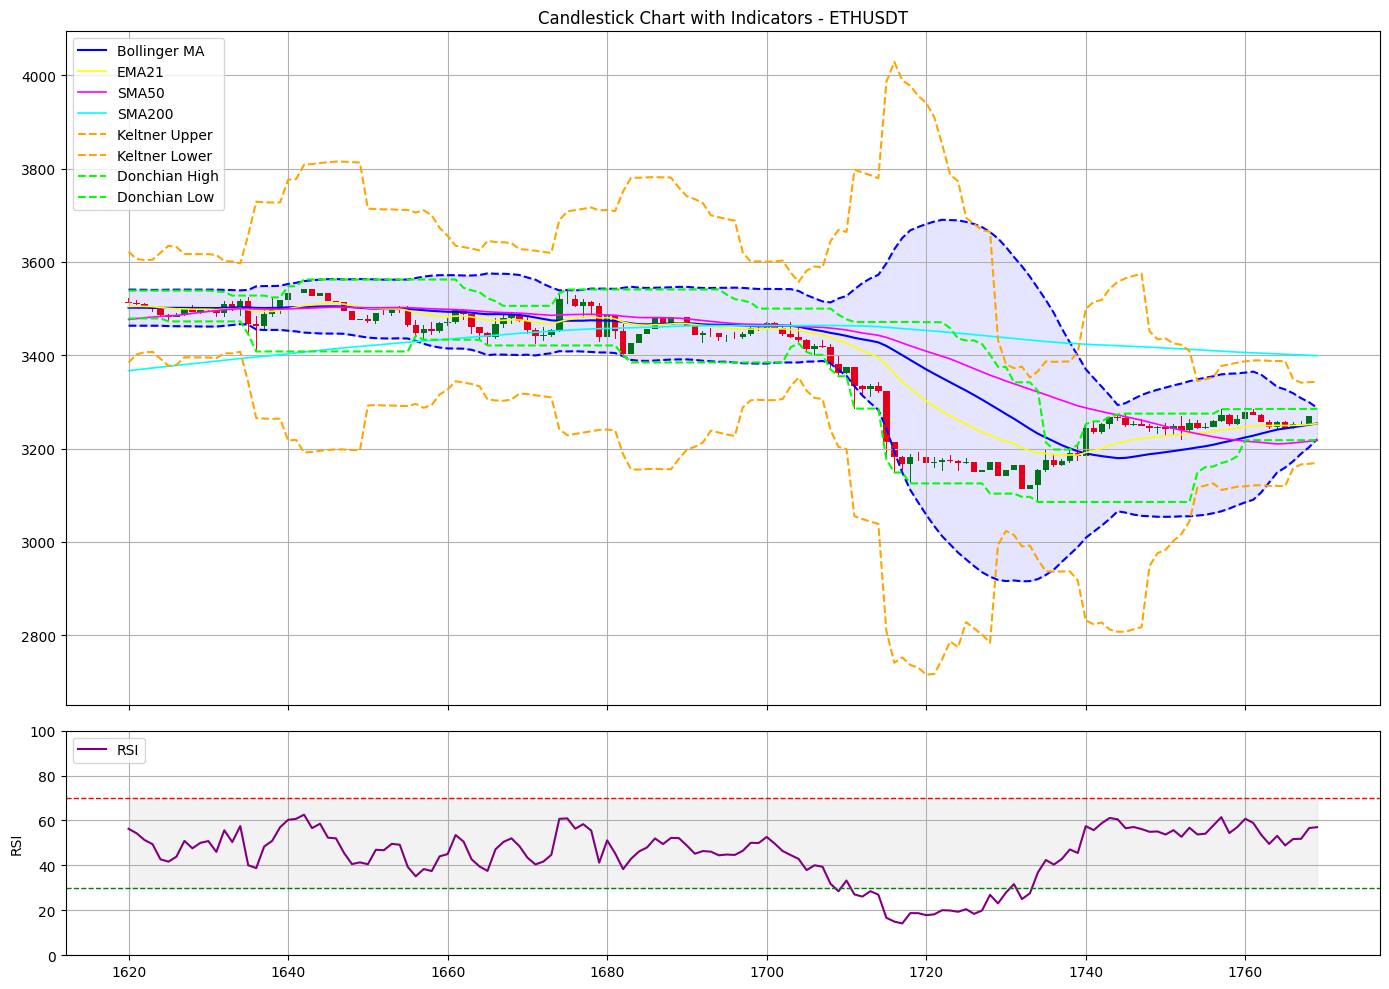 Candlestick Chart with Indicators - ETHUSDT
Bollinger MA
EMA21
SMA50
SMA200
Keltner Upper
Keltner Lower
Donchian High
Donchian Low
4000
3800
3600
3400
3200
3000
2800
RSI
100
80
60
40
20
0
RSI
1620 1640 1660 1680 1700 1720 1740 1760